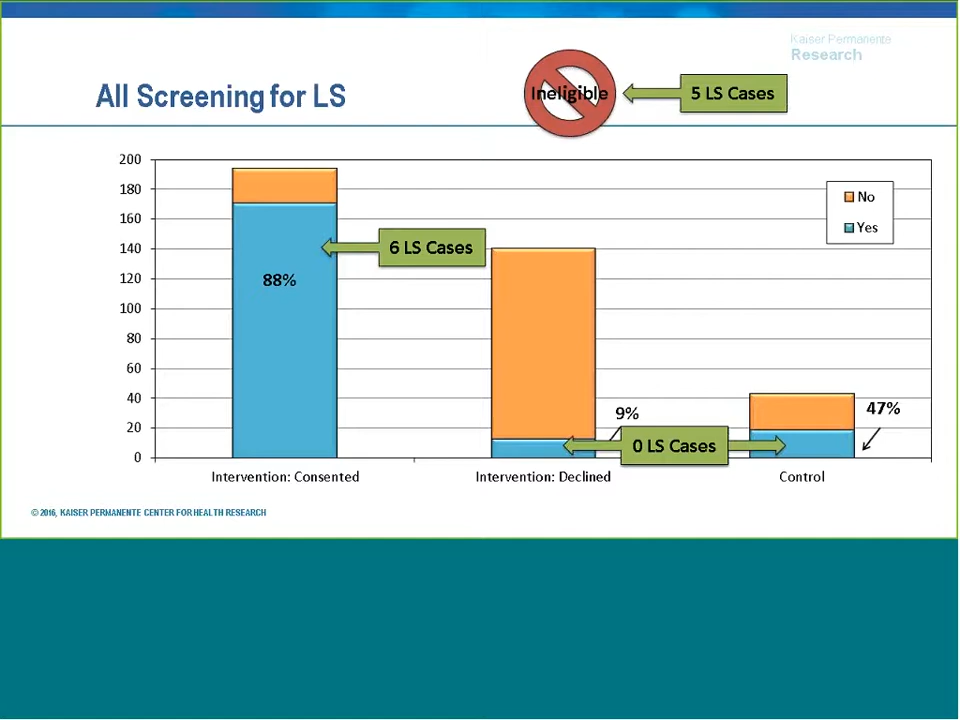 Kaiser Permanente
Research
All Screening for LS
Ineligible
5 LS Cases
200
180
160
140
120
100
80
60
40
20
0
No
Yes
6 LS Cases
88%
9%
47%
0 LS Cases
Intervention: Consented
Intervention: Declined
Control
© 2016, KAISER PERMANENTE CENTER FOR HEALTH RESEARCH